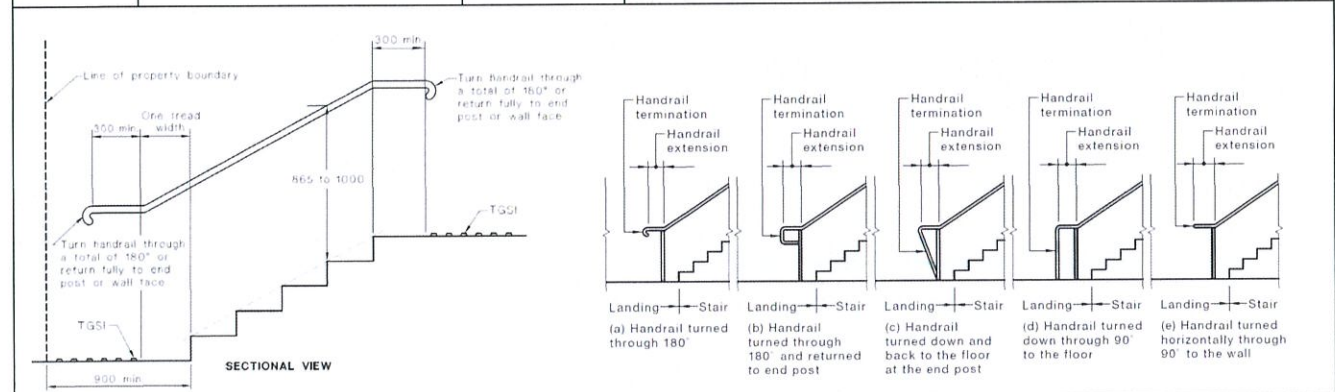 300 min
Line of property boundary
Turn handrail through
a total of 180° or
return fully to end
post or wall face
One tread
width
300 min
865 to 1000
TGSI
Turn handrail through
a total of 180° or
return fully to end
post or wall face
TGSI
SECTIONAL VIEW
900 min
Handrail
termination
Handrail
extension
Landing
Stair
(a) Handrail turned
through 180°
Handrail
termination
Handrail
extension
Landing
Stair
(b) Handrail
turned through
180° and returned
to end post
Handrail
termination
Handrail
extension
Landing
Stair
(c) Handrail
turned down and
back to the floor
at the end post
Handrail
termination
Handrail
extension
Landing
Stair
(d) Handrail turned
down through 90°
to the floor
Handrail
termination
Handrail
extension
Landing
Stair
(e) Handrail turned
horizontally through
90° to the wall